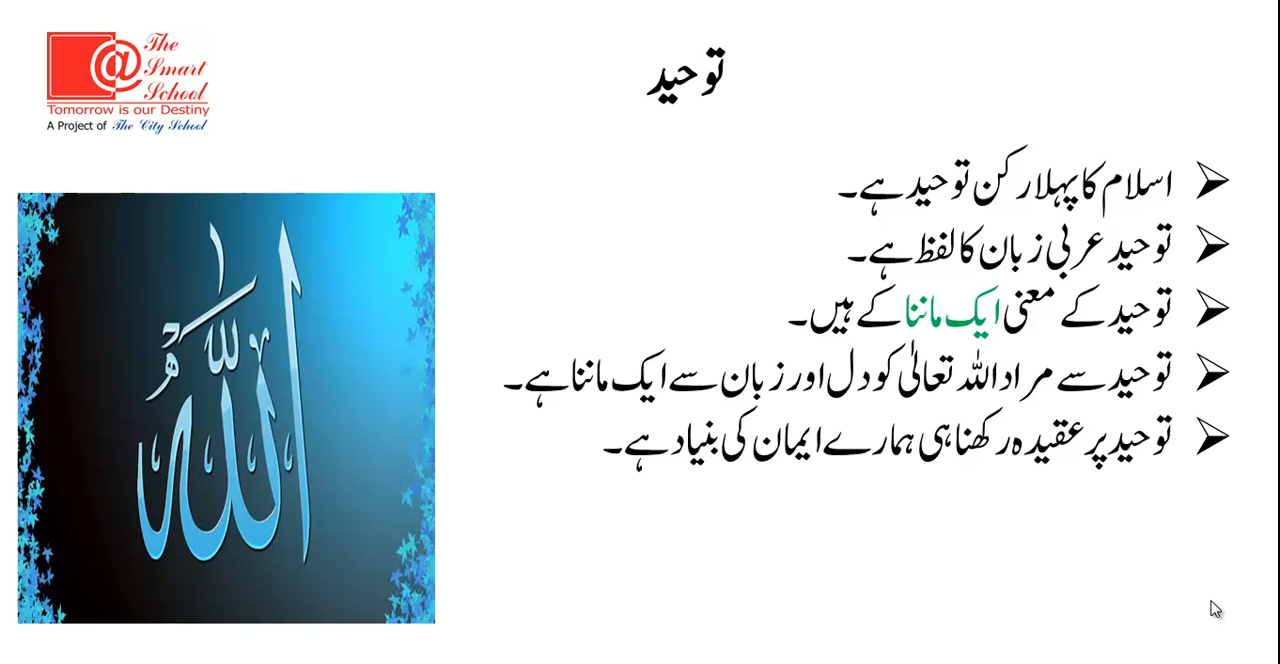 The
Smart
School
Tomorrow is our Destiny
A Project of The City School
توحید
اسلام کا پہلا رکن توحید ہے۔
توحید عربی زبان کا لفظ ہے۔
توحید کے معنی ایک ماننا کے ہیں۔
توحید سے مراد اللہ تعالیٰ کو دل اور زبان سے ایک ماننا ہے۔
توحید پر عقیدہ رکھنا ہی ہمارے ایمان کی بنیاد ہے۔
اللہ